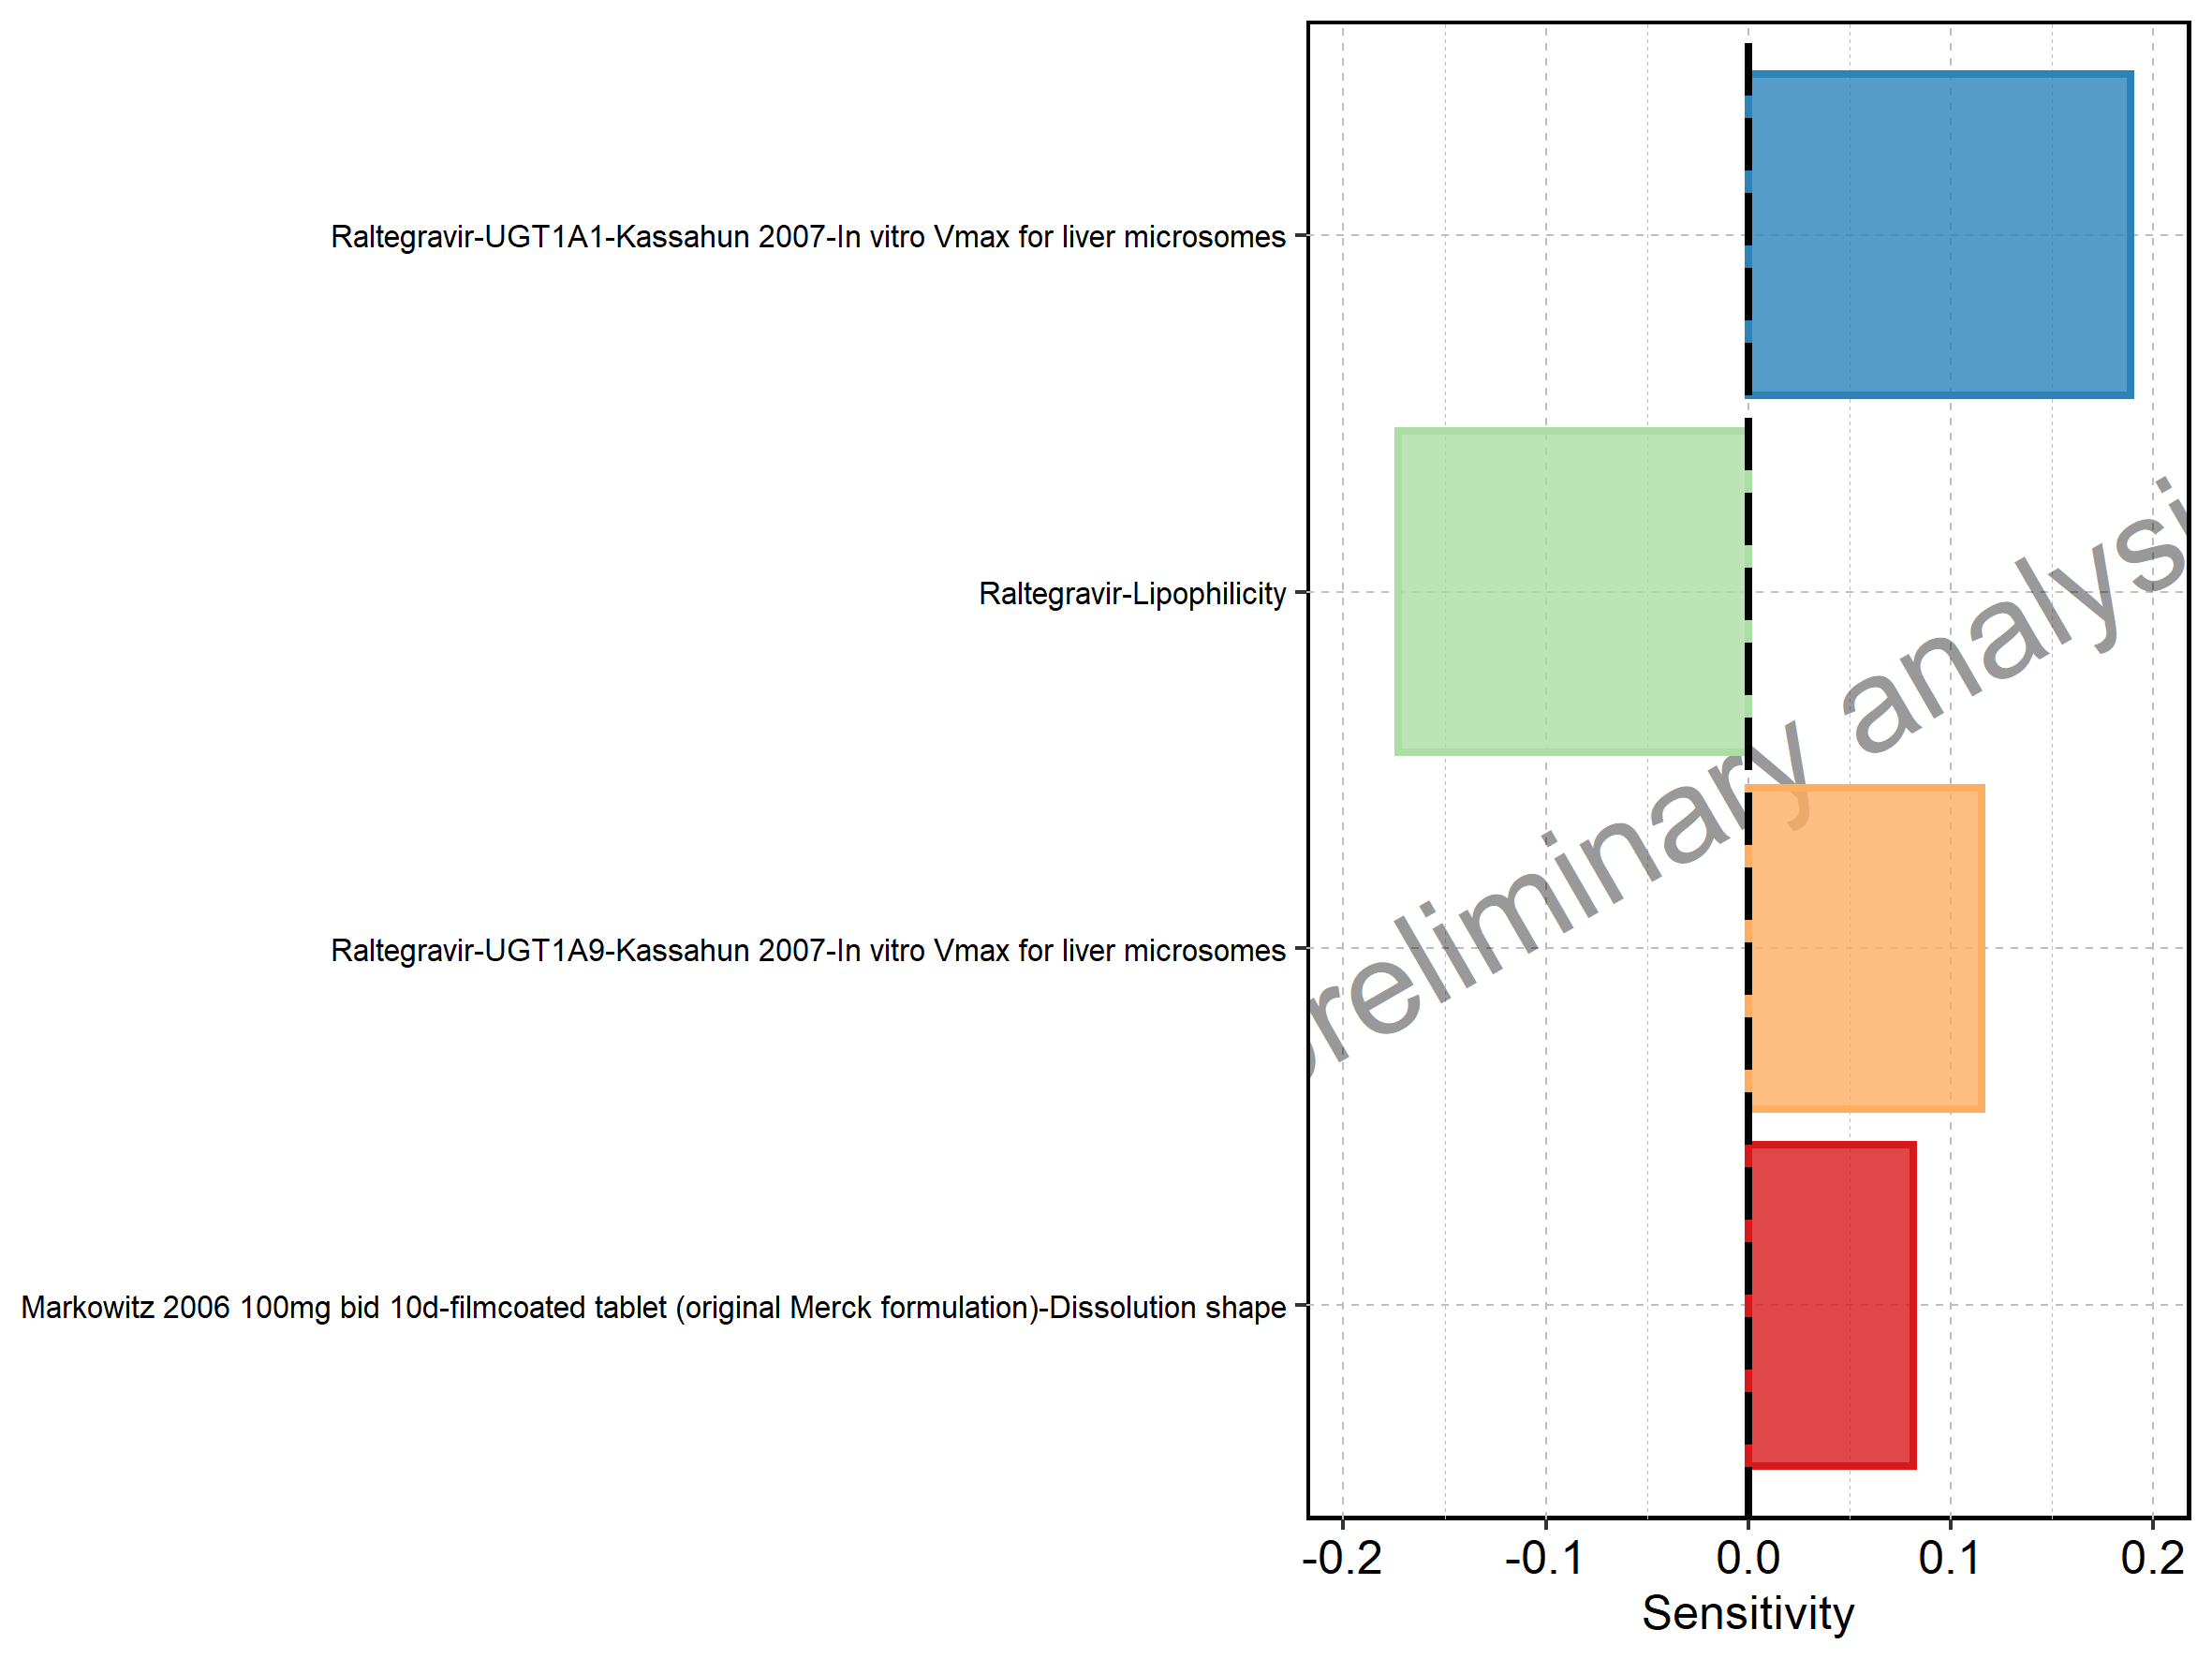 Raltegravir-UGT1A1-Kassahun 2007-In vitro Vmax for liver microsomes
Raltegravir-Lipophilicity
Raltegravir-UGT1A9-Kassahun 2007-In vitro Vmax for liver microsomes
Markowitz 2006 100mg bid 10d-filmcoated tablet (original Merck formulation)-Dissolution shape
preliminary analysi
-0.2 -0.1 0.0 0.1 0.2
Sensitivity